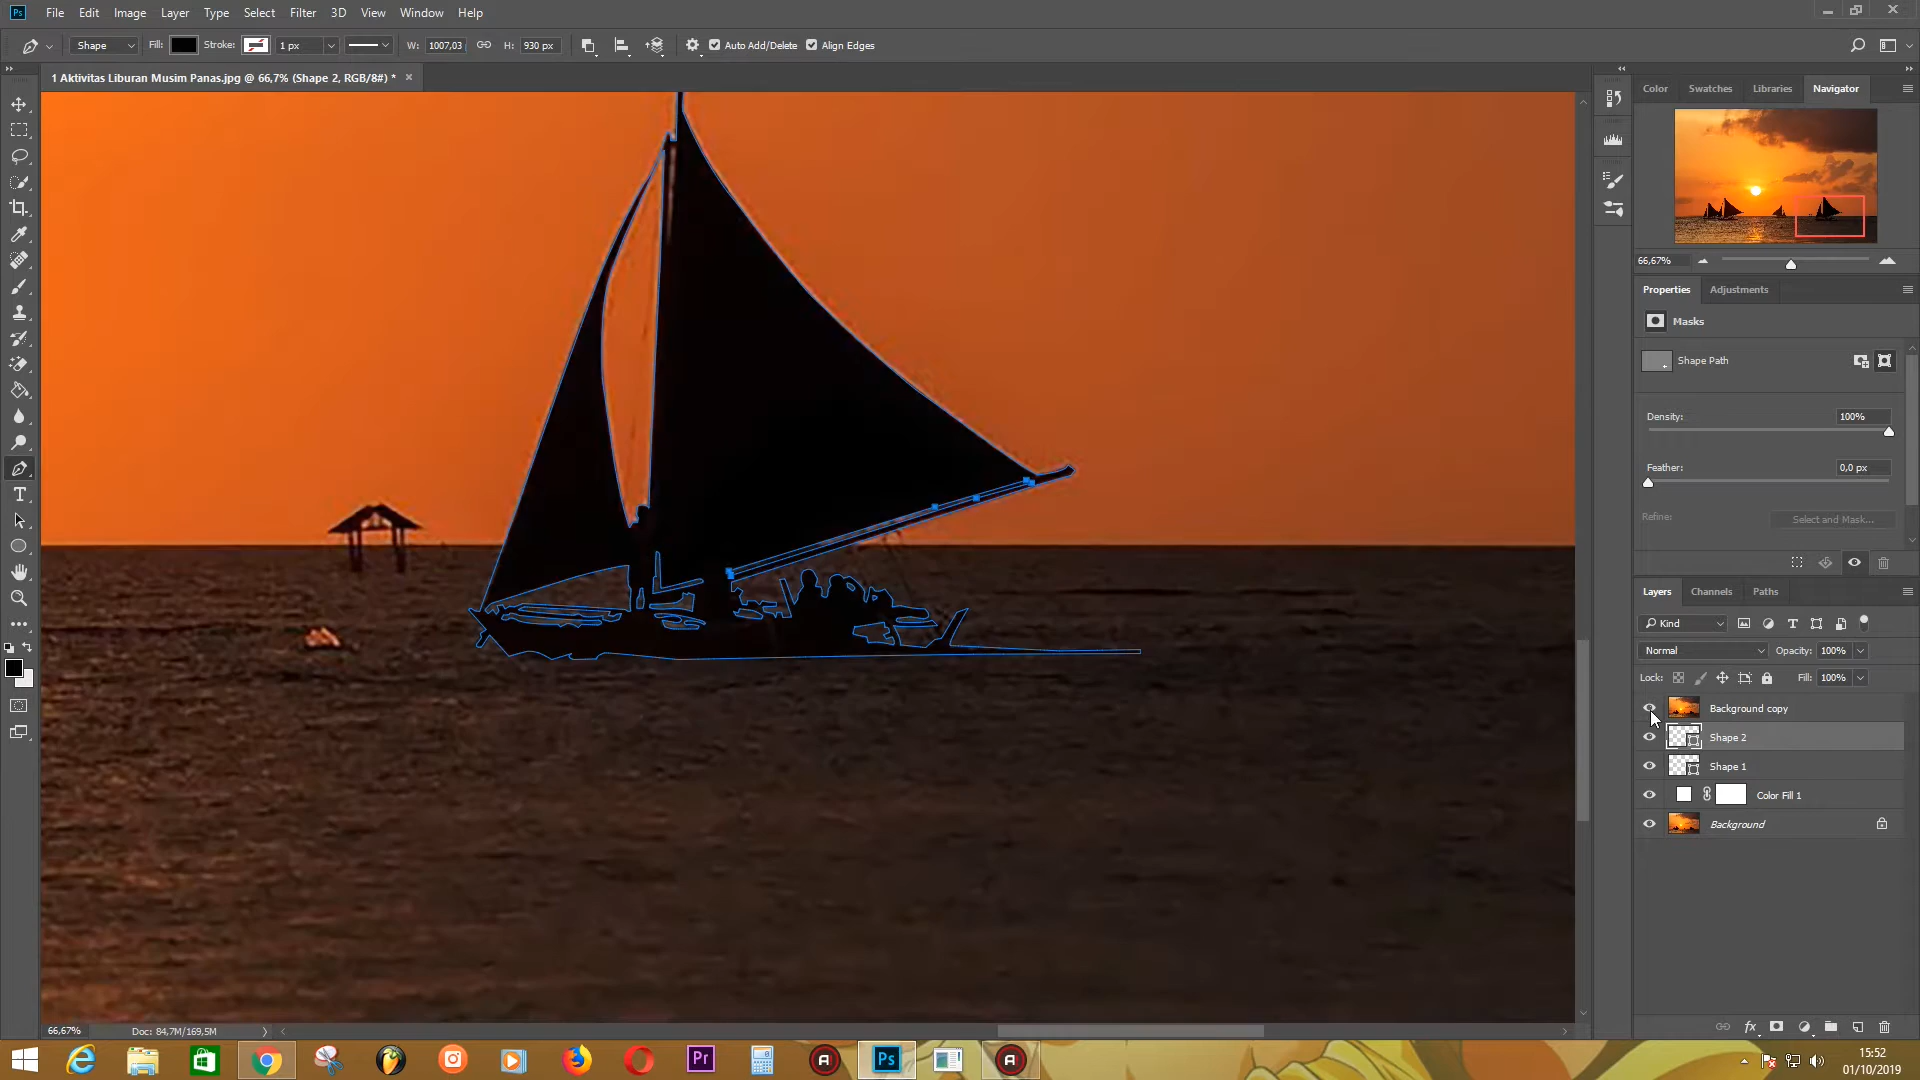 Ps File Edit Image Layer Type Select Filter 3D View Window Help
Shape Fill: Stroke: 1 px W: 1007,03 H: 930 px Auto Add/Delete Align Edges
1 Aktivitas Liburan Musim Panas.jpg @ 66,7% (Shape 2, RGB/8#) *
Color Swatches Libraries Navigator
66,67%
Properties Adjustments
Masks
Shape Path
Density: 100%
Feather: 0,0 px
Refine: Select and Mask...
Layers Channels Paths
Kind
Normal Opacity: 100%
Lock: Fill: 100%
Background copy
Shape 2
Shape 1
Color Fill 1
Background
66,67% Doc: 84,7M/169,5M
Pr
Ps
15:52
01/10/2019